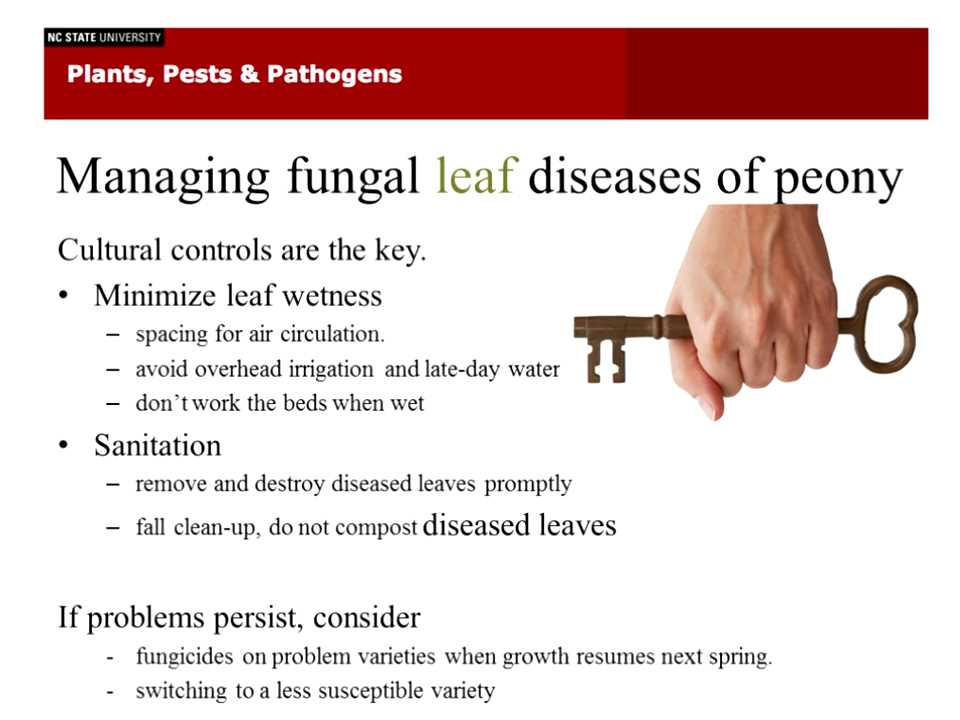 NC STATE UNIVERSITY
Plants, Pests & Pathogens
Managing fungal leaf diseases of peony
Cultural controls are the key.
• Minimize leaf wetness
– spacing for air circulation.
– avoid overhead irrigation and late-day water
– don't work the beds when wet
• Sanitation
– remove and destroy diseased leaves promptly
– fall clean-up, do not compost diseased leaves
If problems persist, consider
- fungicides on problem varieties when growth resumes next spring.
- switching to a less susceptible variety